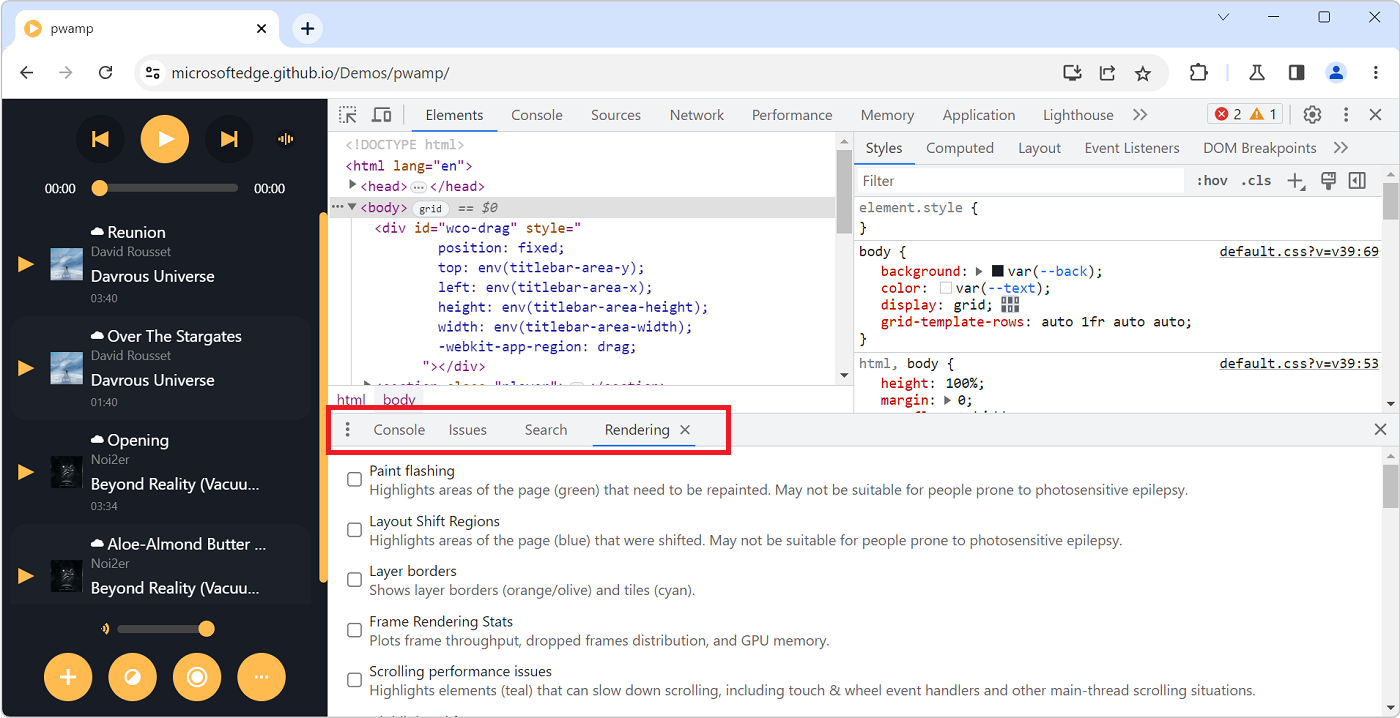 pwamp
microsoftedge.github.io/Demos/pwamp/
00:00 00:00
Reunion
David Rousset
Davrous Universe
03:40
Over The Stargates
David Rousset
Davrous Universe
01:40
Opening
Noi2er
Beyond Reality (Vacuu...
03:34
Aloe-Almond Butter ...
Noi2er
Beyond Reality (Vacuu...
Elements Console Sources Network Performance Memory Application Lighthouse 2 1
<!DOCTYPE html>
<html lang="en">
<head> ... </head>
... <body> grid == $0
<div id="wco-drag" style="
position: fixed;
top: env(titlebar-area-y);
left: env(titlebar-area-x);
height: env(titlebar-area-height);
width: env(titlebar-area-width);
-webkit-app-region: drag;
"></div>
<section class="player"> ... </section>
html body
Styles Computed Layout Event Listeners DOM Breakpoints
Filter :hov .cls
element.style {
}
body { default.css?v=v39:69
background: var(--back);
color: var(--text);
display: grid;
grid-template-rows: auto 1fr auto auto;
}
html, body { default.css?v=v39:53
height: 100%;
margin: 0;
Console Issues Search Rendering
Paint flashing
Highlights areas of the page (green) that need to be repainted. May not be suitable for people prone to photosensitive epilepsy.
Layout Shift Regions
Highlights areas of the page (blue) that were shifted. May not be suitable for people prone to photosensitive epilepsy.
Layer borders
Shows layer borders (orange/olive) and tiles (cyan).
Frame Rendering Stats
Plots frame throughput, dropped frames distribution, and GPU memory.
Scrolling performance issues
Highlights elements (teal) that can slow down scrolling, including touch & wheel event handlers and other main-thread scrolling situations.